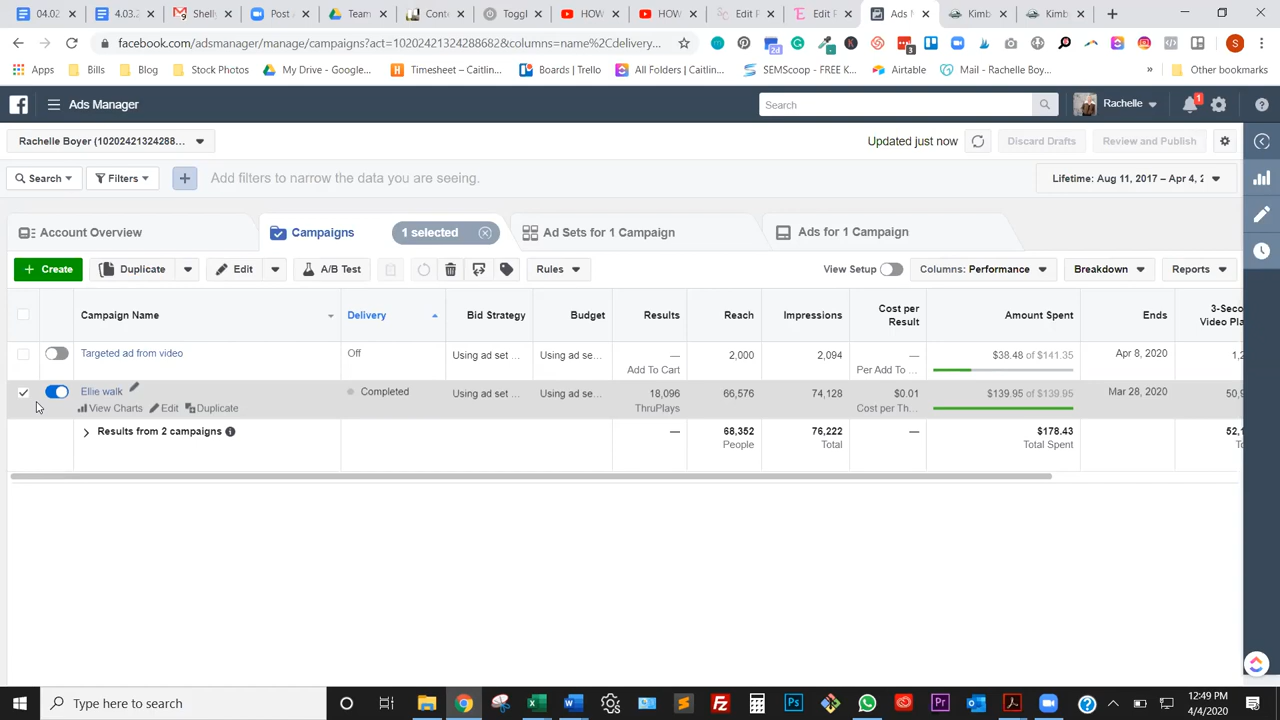 04.02
4.03.2
Shelly
Post
Team
Conte
Toggl
HOW
HOW
Edit P
Edit P
Ads M
Kimb
Kimb
facebook.com/adsmanager/manage/campaigns?act=10202421324288682&columns=name%2Cdelivery...
Apps
Bills
Blog
Stock Photos
My Drive - Google...
Timesheet – Caitlin...
Boards | Trello
All Folders | Caitlin...
SEMScoop - FREE K...
Airtable
Mail - Rachelle Boy...
»
Other bookmarks
Ads Manager
Search
Rachelle
1
Rachelle Boyer (10202421324288...
Updated just now
Discard Drafts
Review and Publish
Search
Filters
Add filters to narrow the data you are seeing.
Lifetime: Aug 11, 2017 – Apr 4, 2
Account Overview
Campaigns
1 selected
Ad Sets for 1 Campaign
Ads for 1 Campaign
+ Create
Duplicate
Edit
A/B Test
Rules
View Setup
Columns: Performance
Breakdown
Reports
Campaign Name
Delivery
Bid Strategy
Budget
Results
Reach
Impressions
Cost per Result
Amount Spent
Ends
3-Secon
Video Pla
Targeted ad from video
Off
Using ad set ...
Using ad se...
—
Add To Cart
2,000
2,094
—
Per Add To ...
$38.48 of $141.35
Apr 8, 2020
1,2
Ellie walk
View Charts
Edit
Duplicate
Completed
Using ad set ...
Using ad se...
18,096
ThruPlays
66,576
74,128
$0.01
Cost per Th...
$139.95 of $139.95
Mar 28, 2020
50,9
Results from 2 campaigns
—
68,352
People
76,222
Total
—
$178.43
Total Spent
52,1
To
Type here to search
12:49 PM
4/4/2020